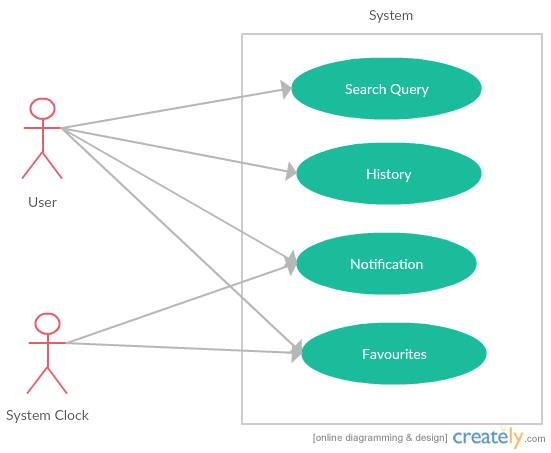 System
Search Query
History
User
Notification
Favourites
System Clock
[online diagramming & design] creately.com